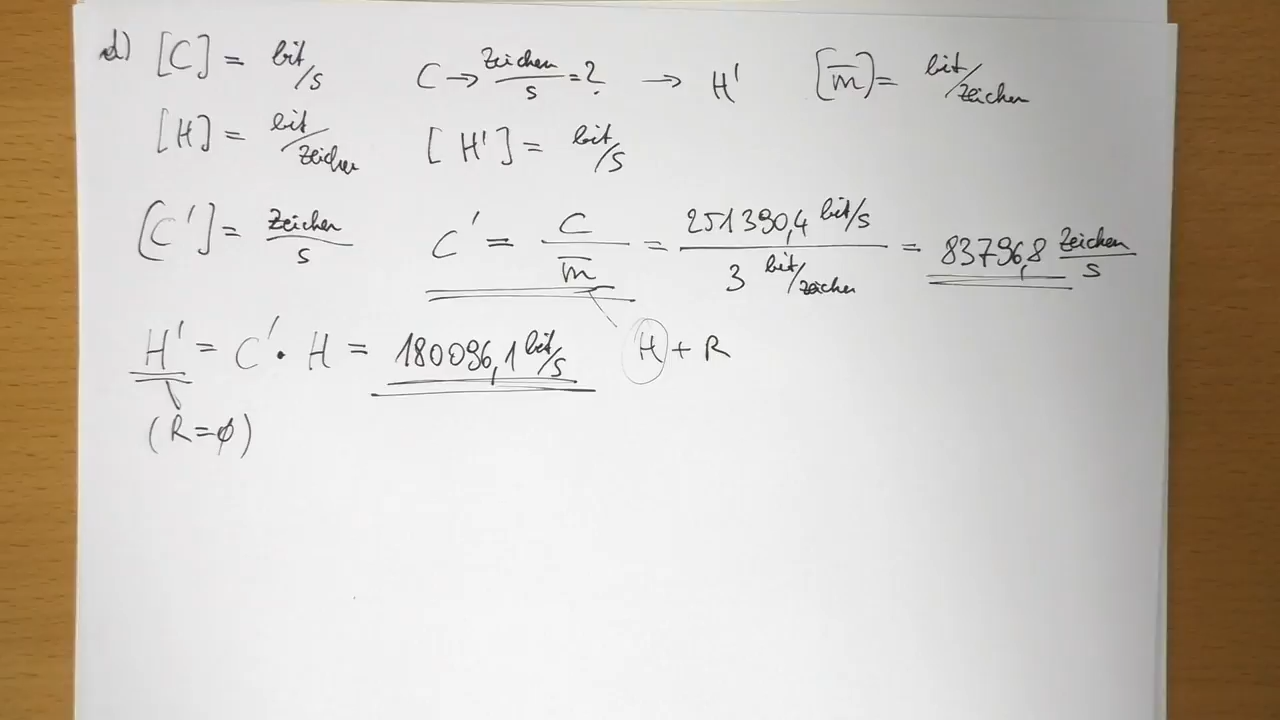 d) [C] = bit/s C → Zeichen/s = ? → H' [m̅] = bit/Zeichen
[H] = bit/Zeichen [H'] = bit/s
[C'] = Zeichen/s C' = C/m̅ = 251390,4 bit/s / 3 bit/Zeichen = 83796,8 Zeichen/s
H' = C' • H = 180096,1 bit/s H + R
(R=∅)